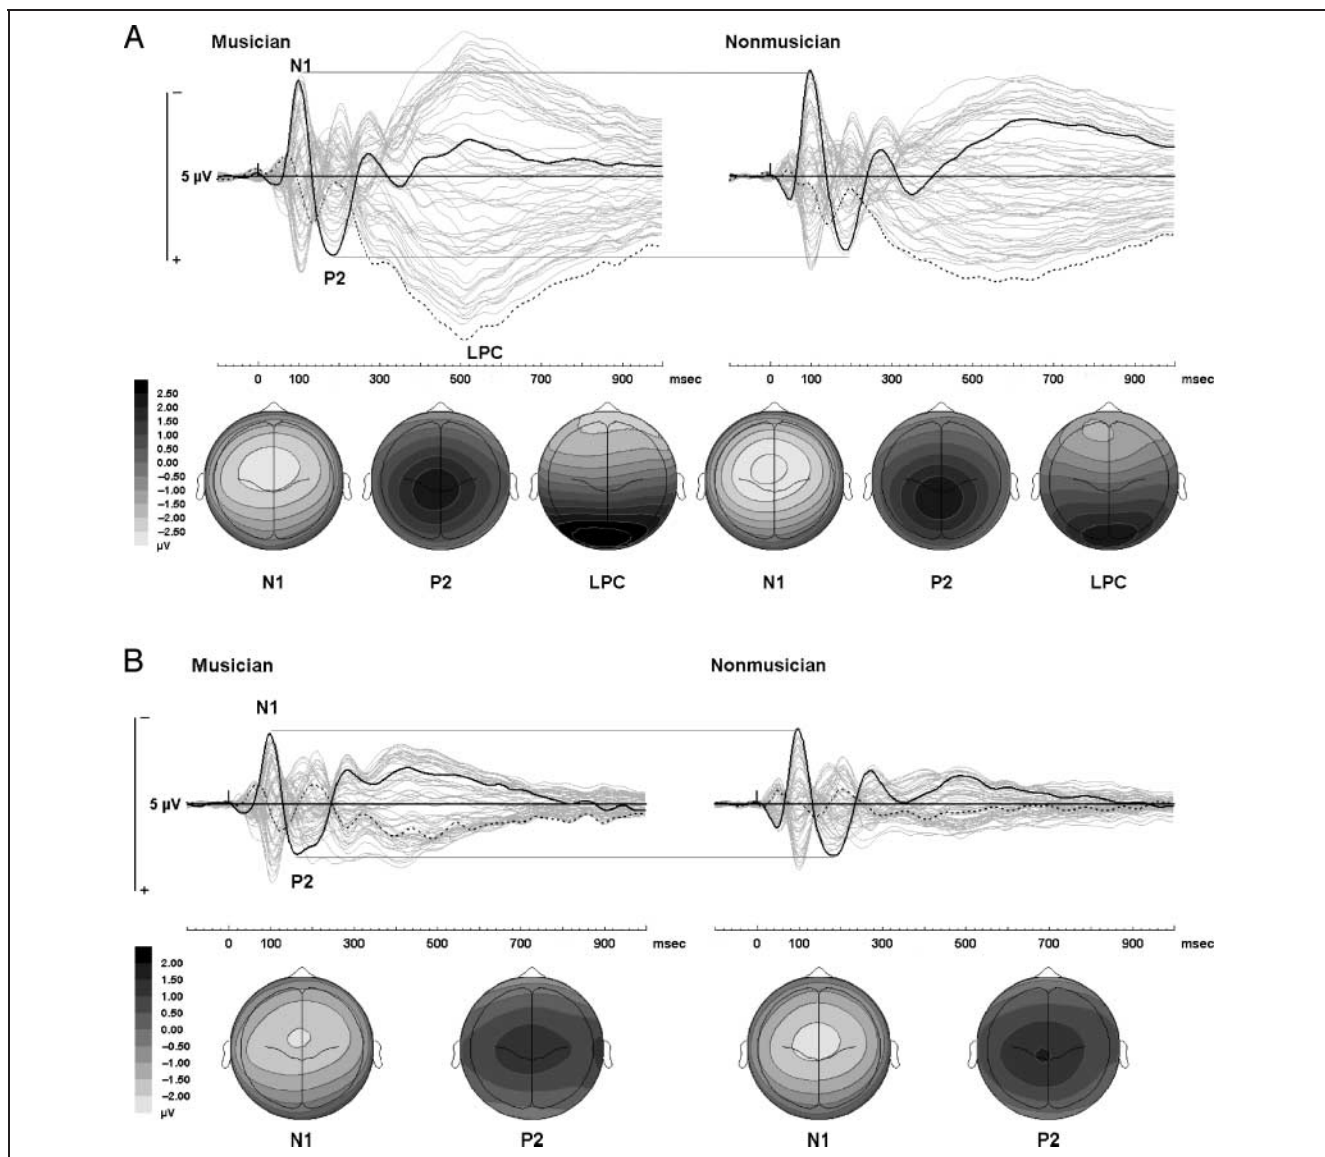 A
Musician
Nonmusician
N1
−
5 µV
+
P2
LPC
0 100 300 500 700 900 msec
0 100 300 500 700 900 msec
2.50
2.00
1.50
1.00
0.50
0.00
−0.50
−1.00
−1.50
−2.00
−2.50
µV
N1 P2 LPC N1 P2 LPC
B
Musician
Nonmusician
N1
−
5 µV
+
P2
0 100 300 500 700 900 msec
0 100 300 500 700 900 msec
2.00
1.50
1.00
0.50
0.00
−0.50
−1.00
−1.50
−2.00
µV
N1 P2 N1 P2